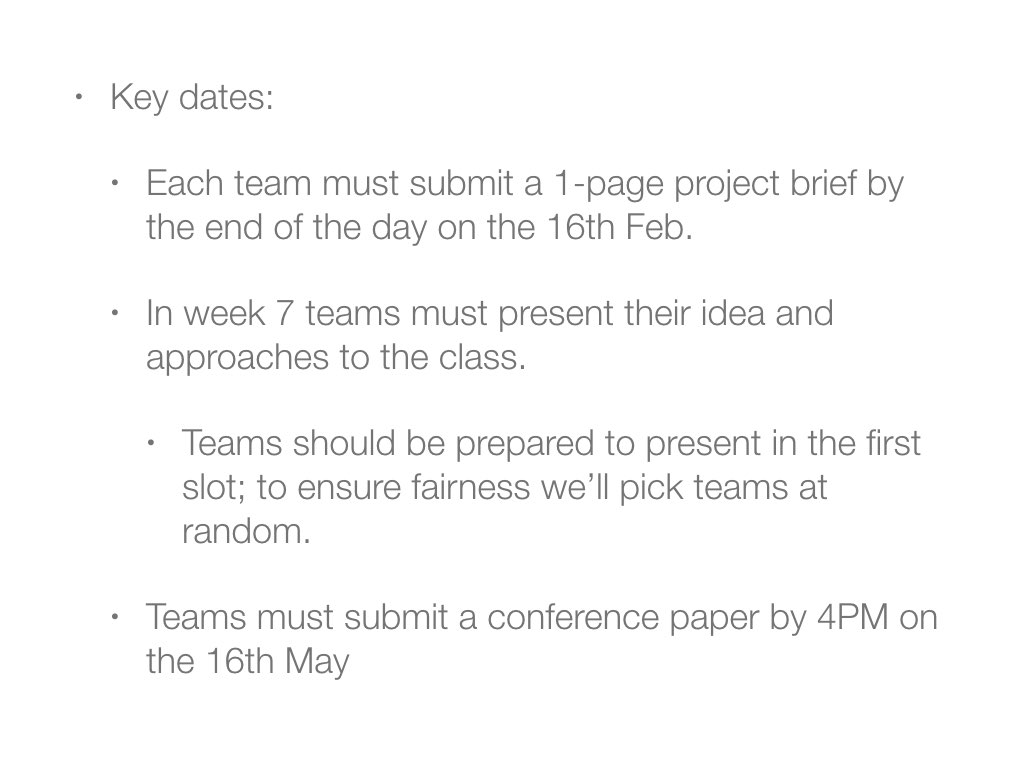 • Key dates:
• Each team must submit a 1-page project brief by
the end of the day on the 16th Feb.
• In week 7 teams must present their idea and
approaches to the class.
• Teams should be prepared to present in the first
slot; to ensure fairness we’ll pick teams at
random.
• Teams must submit a conference paper by 4PM on
the 16th May